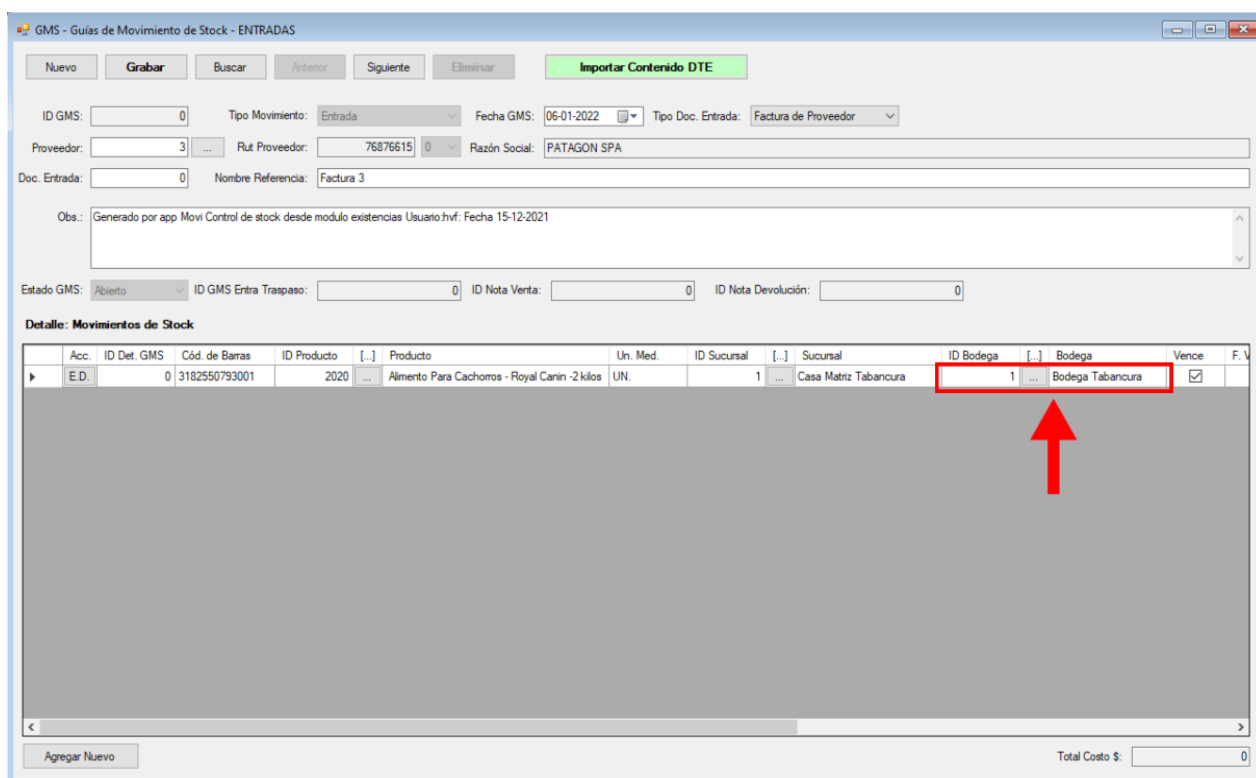 GMS - Guías de Movimiento de Stock - ENTRADAS
Nuevo Grabar Buscar Anterior Siguiente Eliminar Importar Contenido DTE
ID GMS: 0 Tipo Movimiento: Entrada Fecha GMS: 06-01-2022 Tipo Doc. Entrada: Factura de Proveedor
Proveedor: 3 ... Rut Proveedor: 76876615 0 Razón Social: PATAGON SPA
Doc. Entrada: 0 Nombre Referencia: Factura 3
Obs.: Generado por app Movi Control de stock desde modulo existencias Usuario:hvf: Fecha 15-12-2021
Estado GMS: Abierto ID GMS Entra Traspaso: 0 ID Nota Venta: 0 ID Nota Devolución: 0
Detalle: Movimientos de Stock
Acc. ID Det. GMS Cód. de Barras ID Producto [...] Producto Un. Med. ID Sucursal [...] Sucursal ID Bodega [...] Bodega Vence F. V
E.D. 0 3182550793001 2020 ... Alimento Para Cachorros - Royal Canin -2 kilos UN. 1 ... Casa Matriz Tabancura 1 ... Bodega Tabancura
Agregar Nuevo Total Costo $: 0